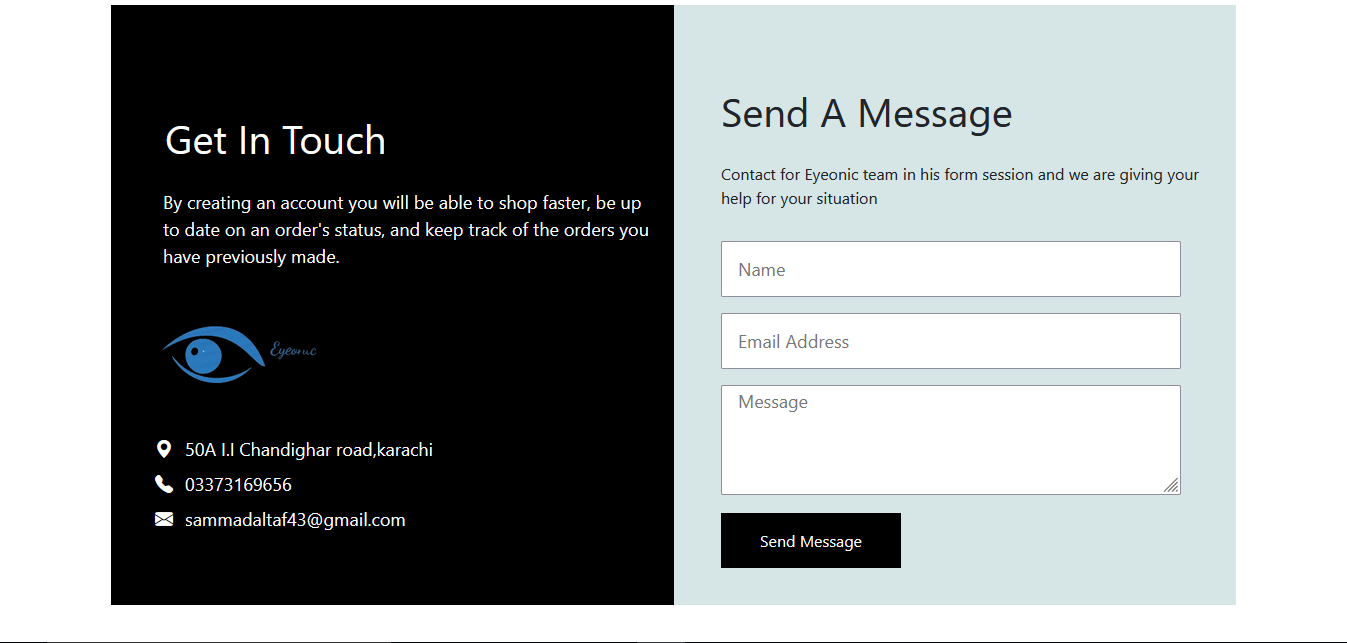 Get In Touch
By creating an account you will be able to shop faster, be up
to date on an order's status, and keep track of the orders you
have previously made.
Eyeonic
50A I.I Chandighar road,karachi
03373169656
sammadaltaf43@gmail.com
Send A Message
Contact for Eyeonic team in his form session and we are giving your
help for your situation
Name
Email Address
Message
Send Message